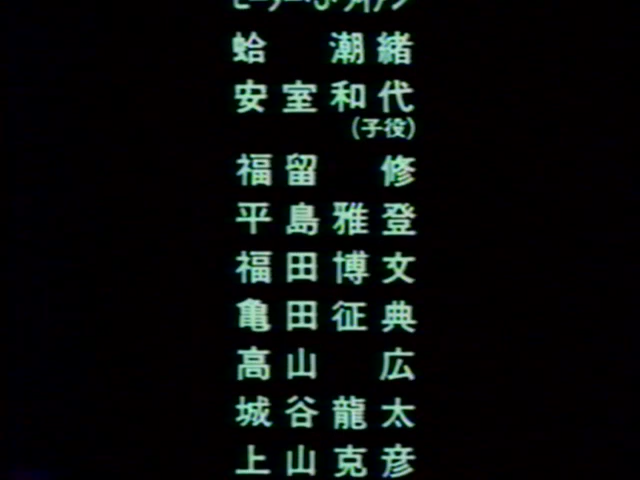 蛤 潮緒
安室和代
(子役)
福留 修
平島雅登
福田博文
亀田征典
高山 広
城谷龍太
上山克彦